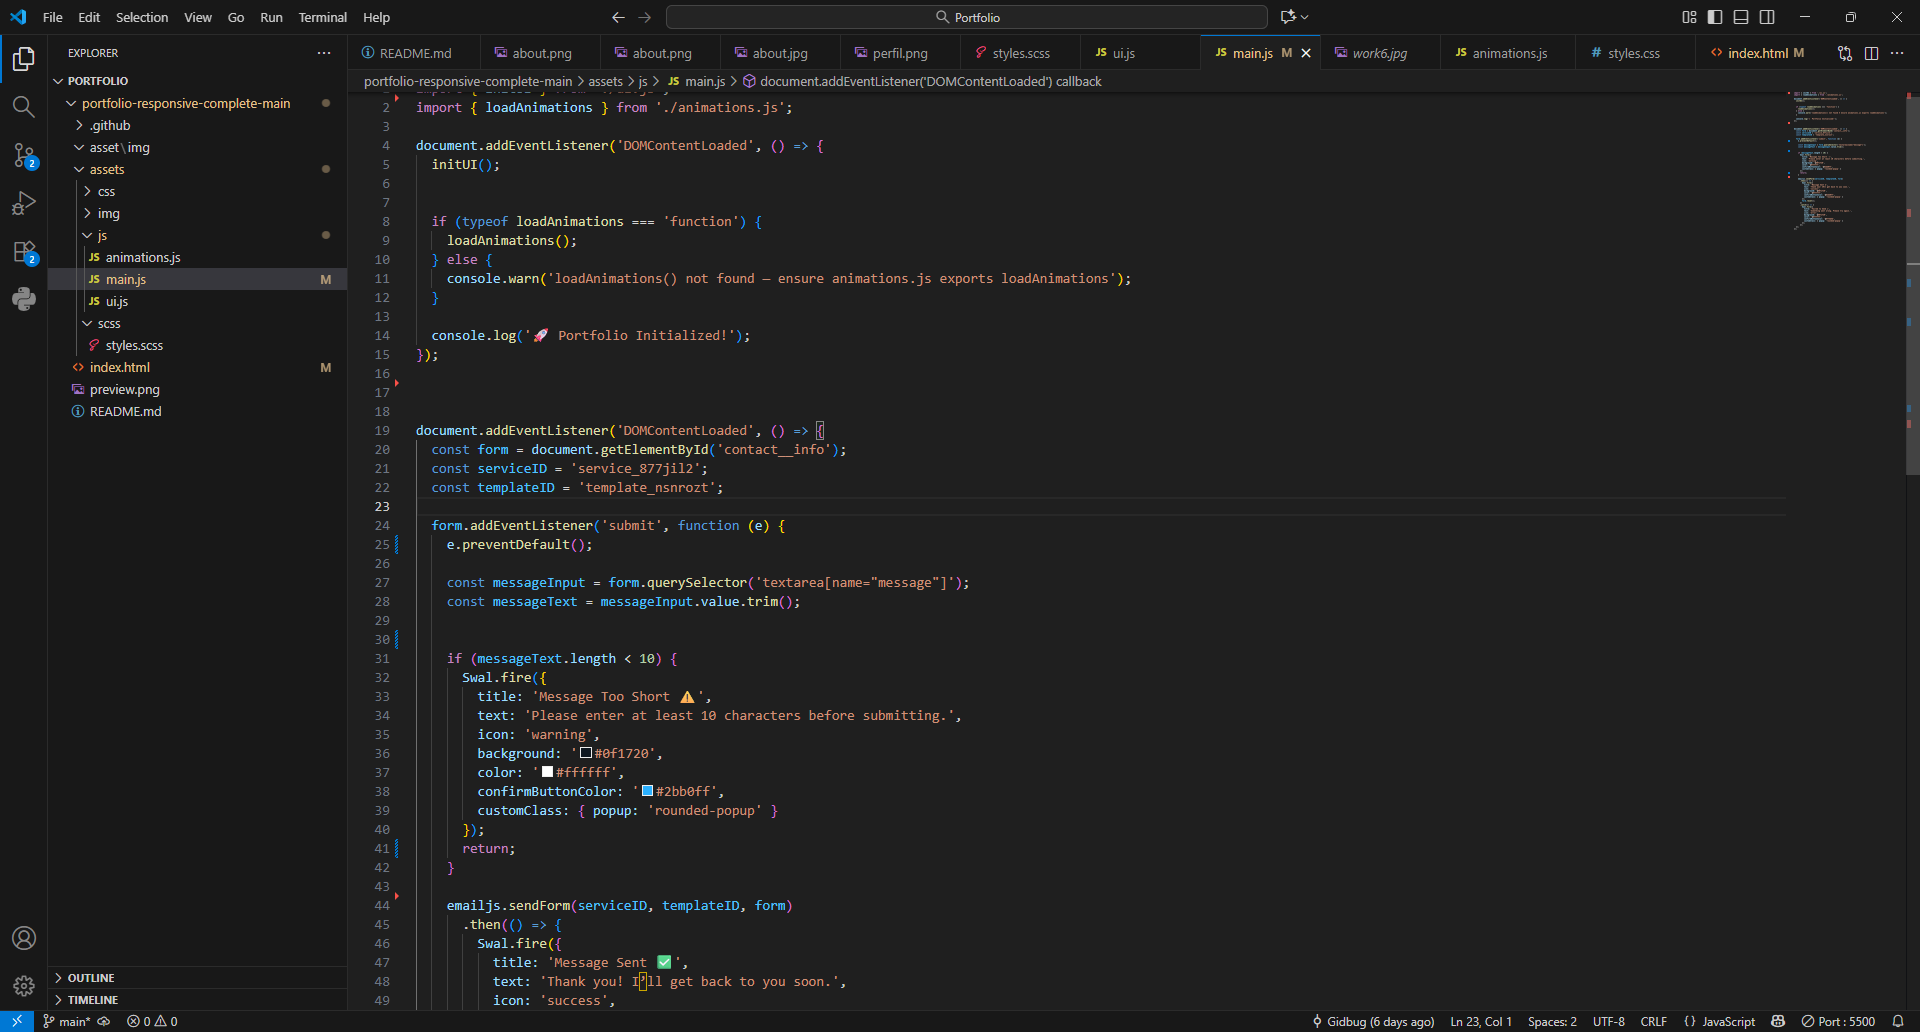 File Edit Selection View Go Run Terminal Help
Portfolio
EXPLORER
PORTFOLIO
portfolio-responsive-complete-main
.github
asset\img
assets
css
img
js
JS animations.js
JS main.js M
JS ui.js
scss
styles.scss
index.html M
preview.png
README.md
OUTLINE
TIMELINE
2
2
README.md about.png about.png about.jpg perfil.png styles.scss JS ui.js JS main.js M work6.jpg JS animations.js # styles.css index.html M
portfolio-responsive-complete-main > assets > js > JS main.js > document.addEventListener('DOMContentLoaded') callback
2 import { loadAnimations } from './animations.js';
3
4 document.addEventListener('DOMContentLoaded', () => {
5 initUI();
6
7
8 if (typeof loadAnimations === 'function') {
9 loadAnimations();
10 } else {
11 console.warn('loadAnimations() not found – ensure animations.js exports loadAnimations');
12 }
13
14 console.log('🚀 Portfolio Initialized!');
15 });
16
17
18
19 document.addEventListener('DOMContentLoaded', () => {
20 const form = document.getElementById('contact__info');
21 const serviceID = 'service_877jil2';
22 const templateID = 'template_nsnrozt';
23
24 form.addEventListener('submit', function (e) {
25 e.preventDefault();
26
27 const messageInput = form.querySelector('textarea[name="message"]');
28 const messageText = messageInput.value.trim();
29
30
31 if (messageText.length < 10) {
32 Swal.fire({
33 title: 'Message Too Short ⚠️',
34 text: 'Please enter at least 10 characters before submitting.',
35 icon: 'warning',
36 background: '#0f1720',
37 color: '#ffffff',
38 confirmButtonColor: '#2bb0ff',
39 customClass: { popup: 'rounded-popup' }
40 });
41 return;
42 }
43
44 emailjs.sendForm(serviceID, templateID, form)
45 .then(() => {
46 Swal.fire({
47 title: 'Message Sent ✅',
48 text: 'Thank you! I’ll get back to you soon.',
49 icon: 'success',
main* 0 0 Gidbug (6 days ago) Ln 23, Col 1 Spaces: 2 UTF-8 CRLF {} JavaScript Port : 5500